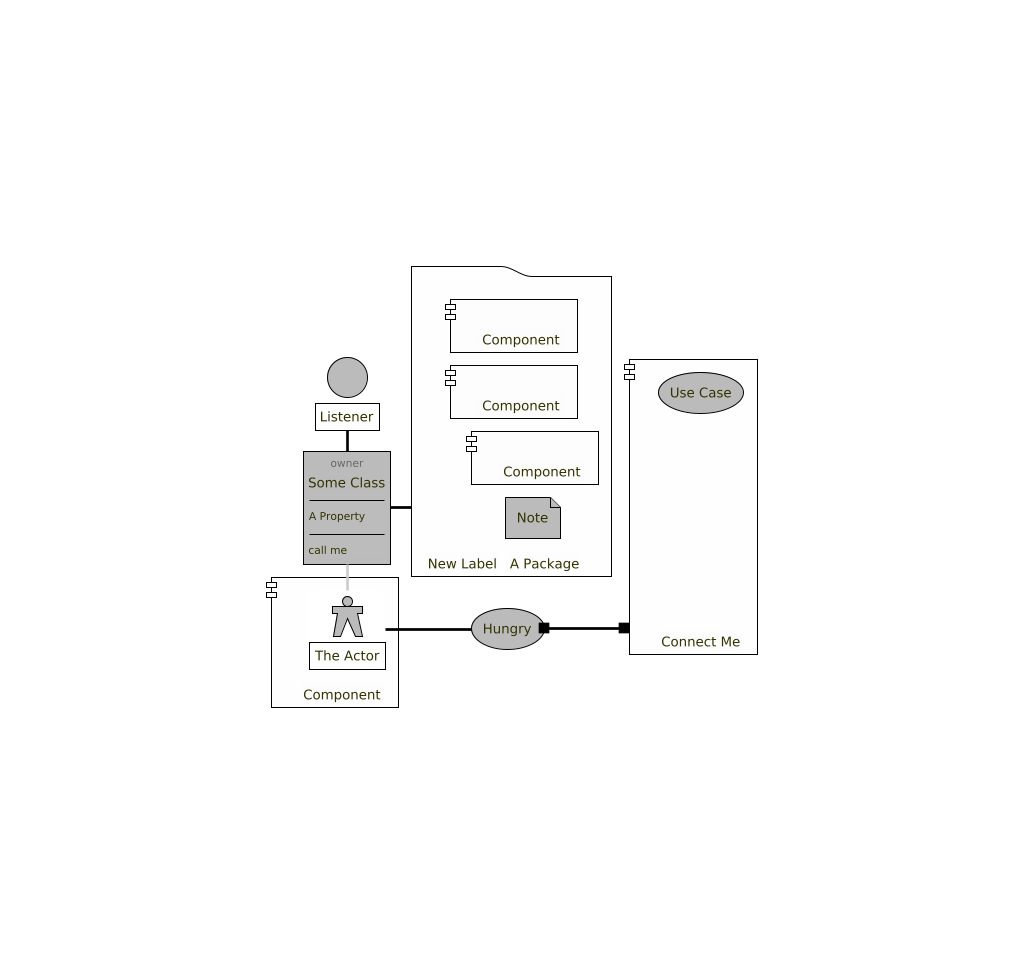 Component
Component
Component
Note
New Label
A Package
Listener
owner
Some Class
A Property
call me
The Actor
Component
Hungry
Use Case
Connect Me